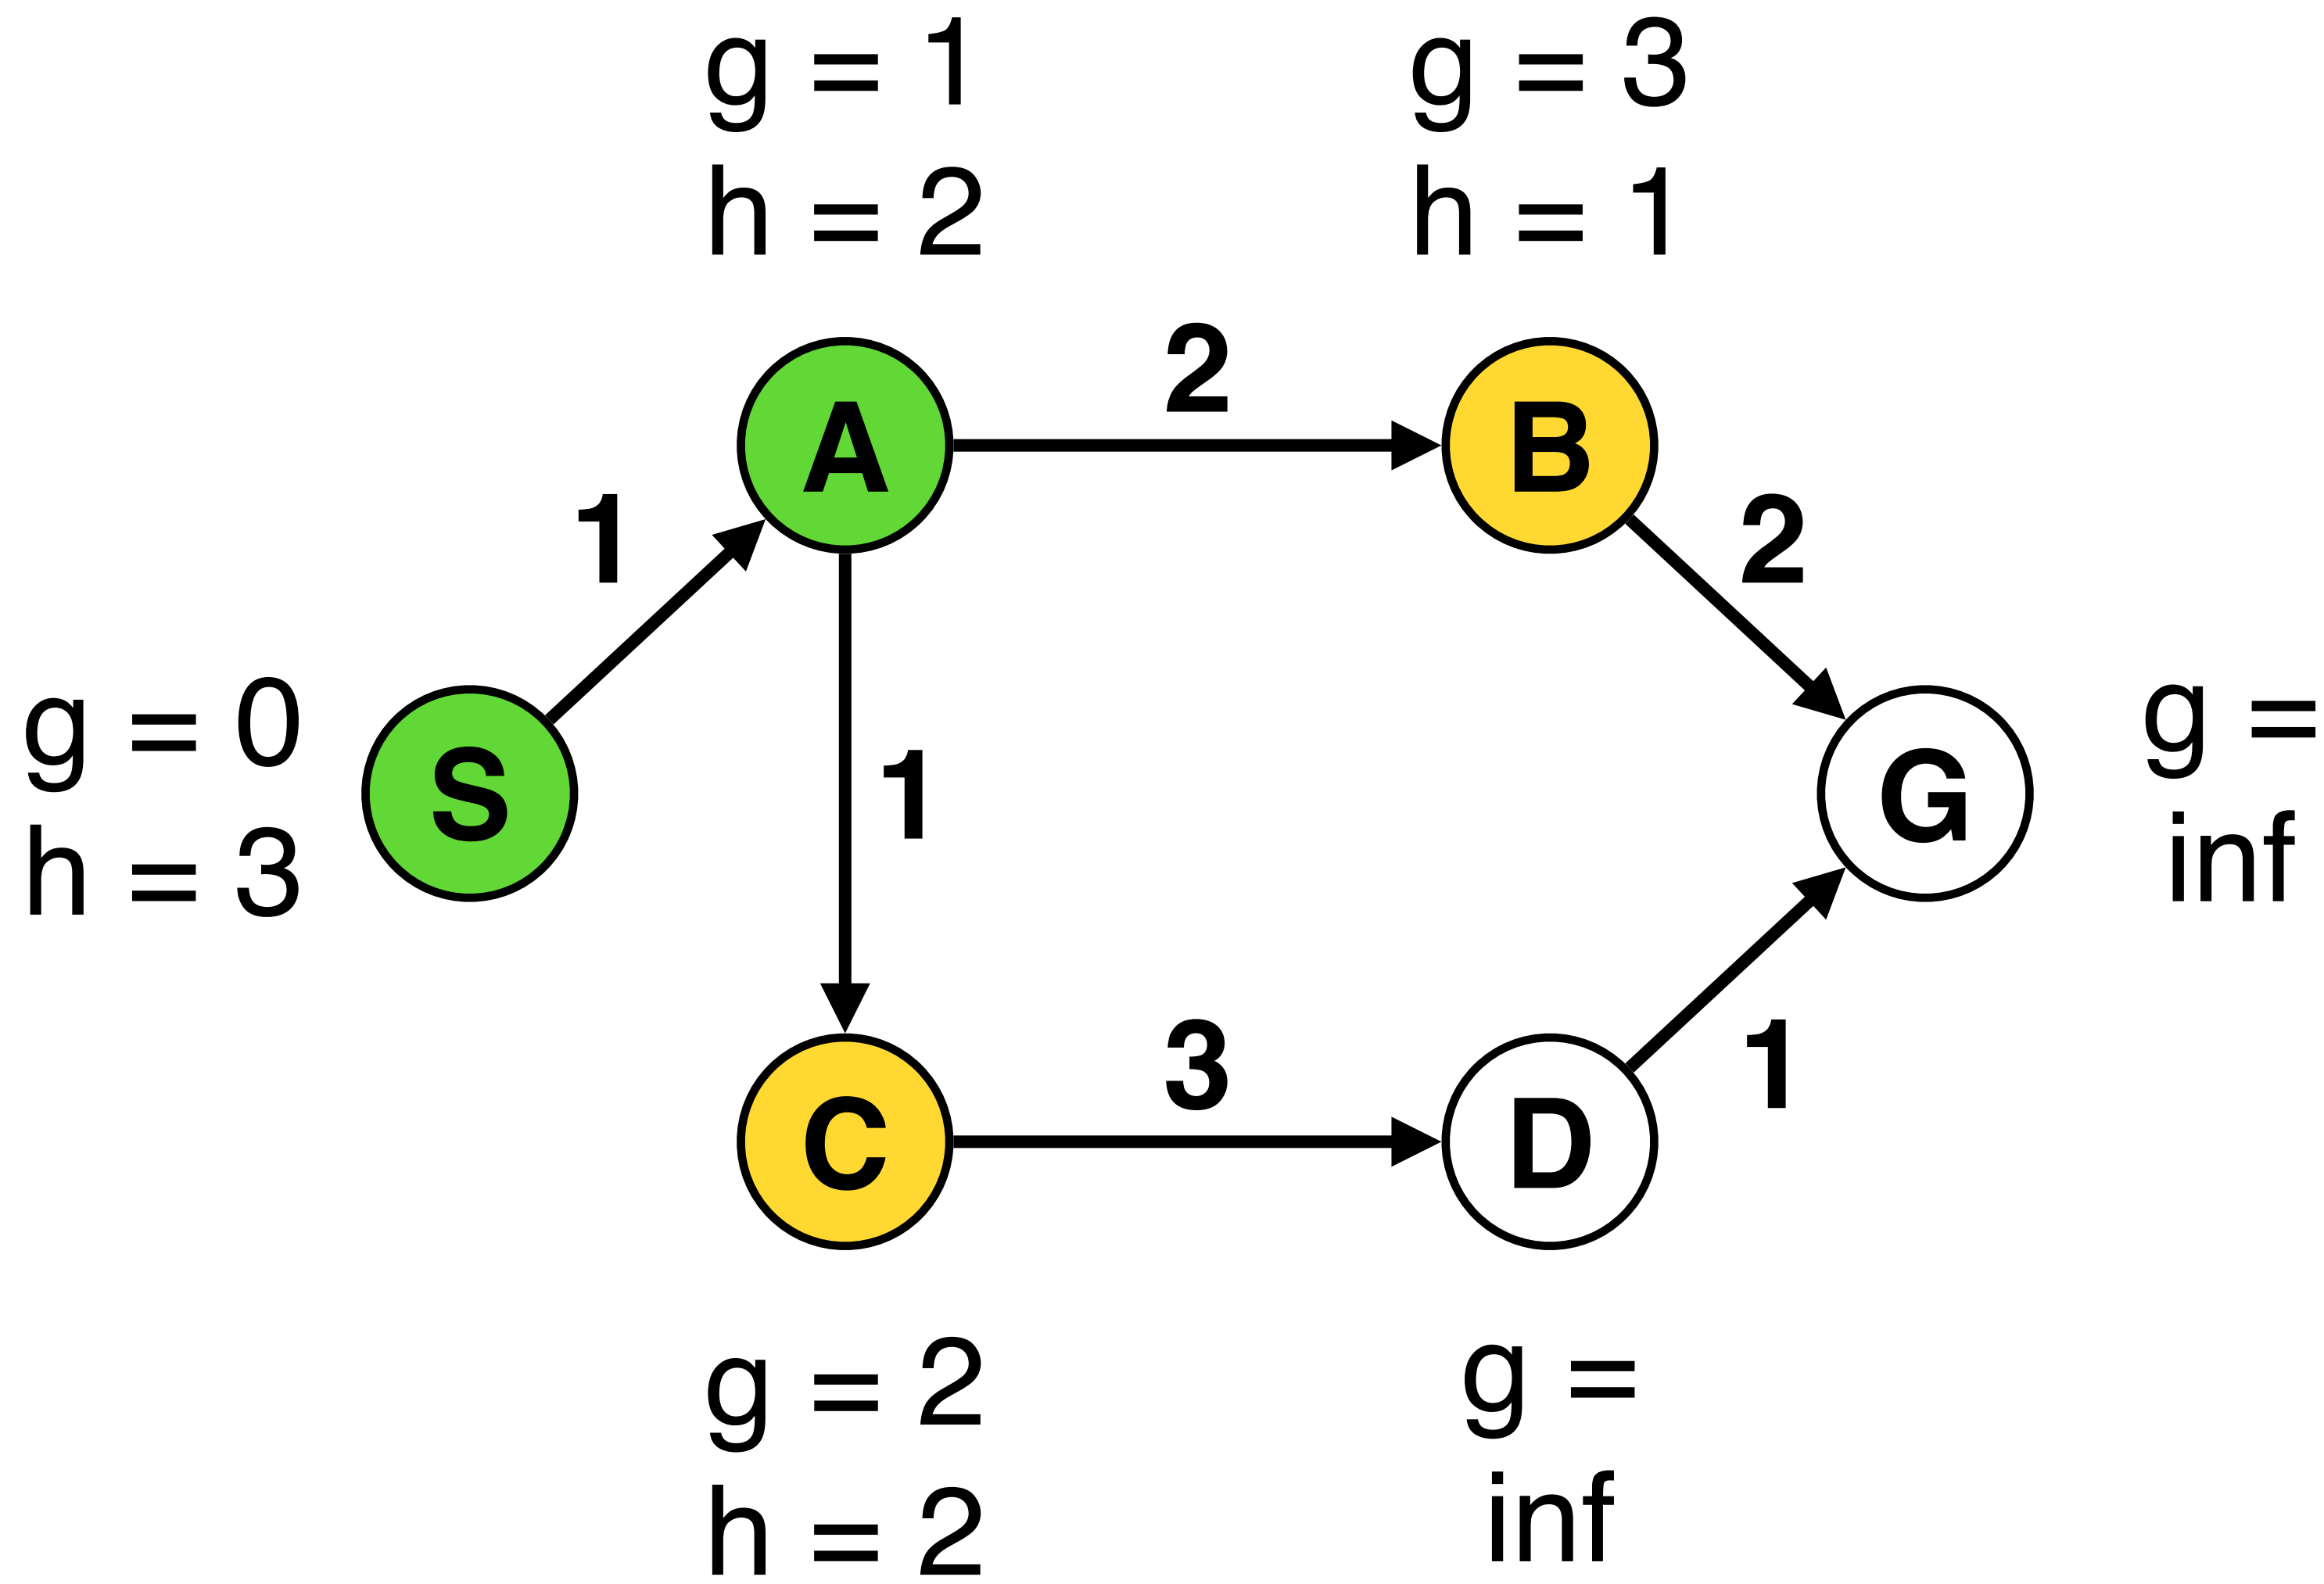 g = 1
h = 2
g = 3
h = 1
2
A
B
1
2
g = 0
h = 3
S
1
G
g =
inf
3
1
C
D
g = 2
h = 2
g =
inf